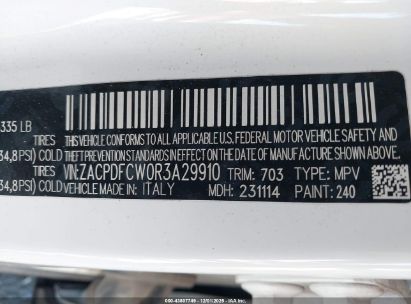 335 LB
TIRES THIS VEHICLE CONFORMS TO ALL APPLICABLE U.S. FEDERAL MOTOR VEHICLE SAFETY AND
34,8PSI) COLD THEFT PREVENTION STANDARDS IN EFFECT ON THE DATE OF MANUFACTURE SHOWN ABOVE.
TIRES VIN:ZACPDFCW0R3A29910 TRIM: 703 TYPE: MPV
34,8PSI) COLD VEHICLE MADE IN: ITALY MDH: 231114 PAINT: 240